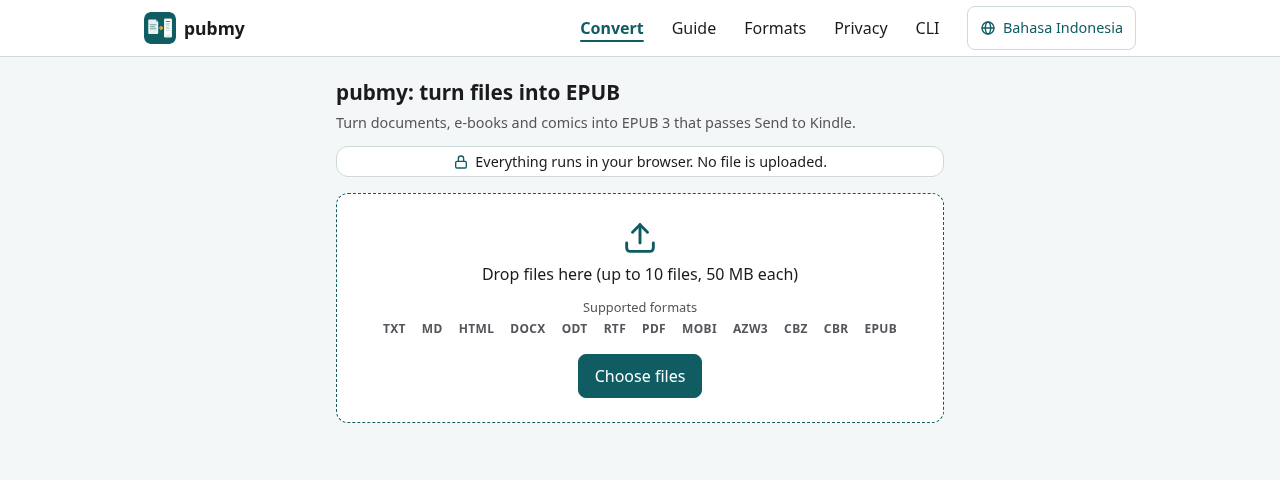 pubmy
Convert Guide Formats Privacy CLI Bahasa Indonesia
pubmy: turn files into EPUB
Turn documents, e-books and comics into EPUB 3 that passes Send to Kindle.
Everything runs in your browser. No file is uploaded.
Drop files here (up to 10 files, 50 MB each)
Supported formats
TXT MD HTML DOCX ODT RTF PDF MOBI AZW3 CBZ CBR EPUB
Choose files